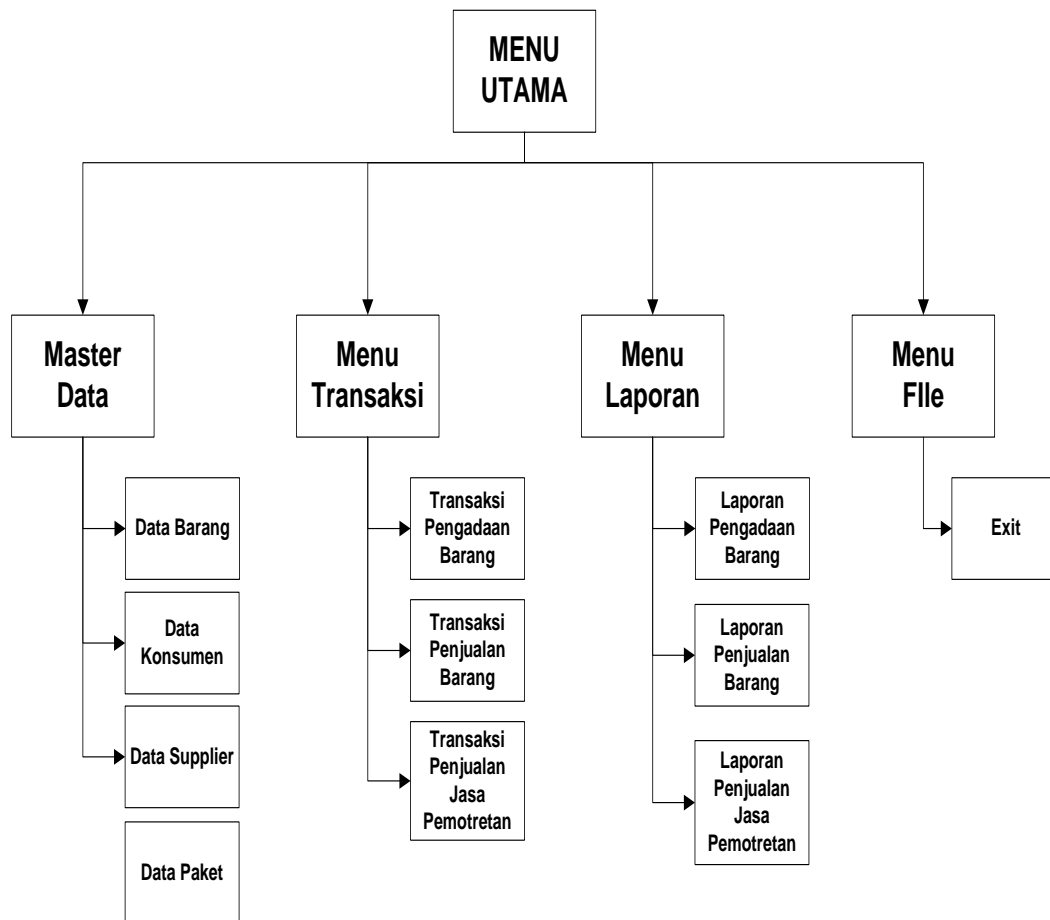 MENU
UTAMA
Master
Data
Menu
Transaksi
Menu
Laporan
Menu
FIle
Data Barang
Data
Konsumen
Data Supplier
Data Paket
Transaksi
Pengadaan
Barang
Transaksi
Penjualan
Barang
Transaksi
Penjualan
Jasa
Pemotretan
Laporan
Pengadaan
Barang
Laporan
Penjualan
Barang
Laporan
Penjualan
Jasa
Pemotretan
Exit